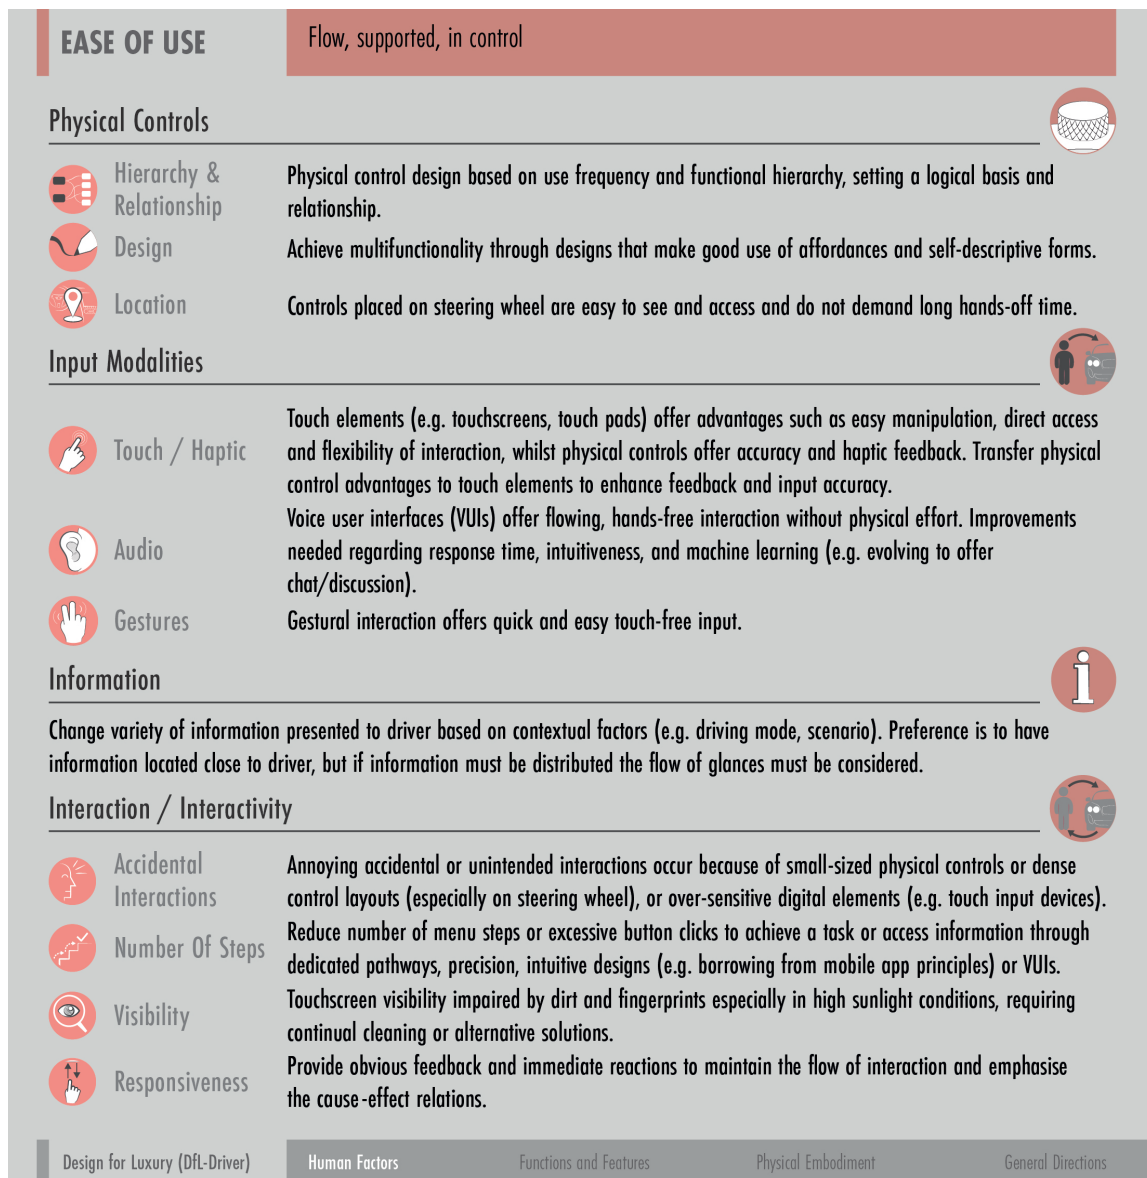 EASE OF USE
Flow, supported, in control
Physical Controls
Hierarchy &
Relationship
Physical control design based on use frequency and functional hierarchy, setting a logical basis and
relationship.
Design
Achieve multifunctionality through designs that make good use of affordances and self-descriptive forms.
Location
Controls placed on steering wheel are easy to see and access and do not demand long hands-off time.
Input Modalities
Touch / Haptic
Touch elements (e.g. touchscreens, touch pads) offer advantages such as easy manipulation, direct access
and flexibility of interaction, whilst physical controls offer accuracy and haptic feedback. Transfer physical
control advantages to touch elements to enhance feedback and input accuracy.
Audio
Voice user interfaces (VUIs) offer flowing, hands-free interaction without physical effort. Improvements
needed regarding response time, intuitiveness, and machine learning (e.g. evolving to offer
chat/discussion).
Gestures
Gestural interaction offers quick and easy touch-free input.
Information
Change variety of information presented to driver based on contextual factors (e.g. driving mode, scenario). Preference is to have
information located close to driver, but if information must be distributed the flow of glances must be considered.
Interaction / Interactivity
Accidental
Interactions
Annoying accidental or unintended interactions occur because of small-sized physical controls or dense
control layouts (especially on steering wheel), or over-sensitive digital elements (e.g. touch input devices).
Number Of Steps
Reduce number of menu steps or excessive button clicks to achieve a task or access information through
dedicated pathways, precision, intuitive designs (e.g. borrowing from mobile app principles) or VUIs.
Visibility
Touchscreen visibility impaired by dirt and fingerprints especially in high sunlight conditions, requiring
continual cleaning or alternative solutions.
Responsiveness
Provide obvious feedback and immediate reactions to maintain the flow of interaction and emphasise
the cause-effect relations.
Design for Luxury (DfL-Driver)
Human Factors
Functions and Features
Physical Embodiment
General Directions